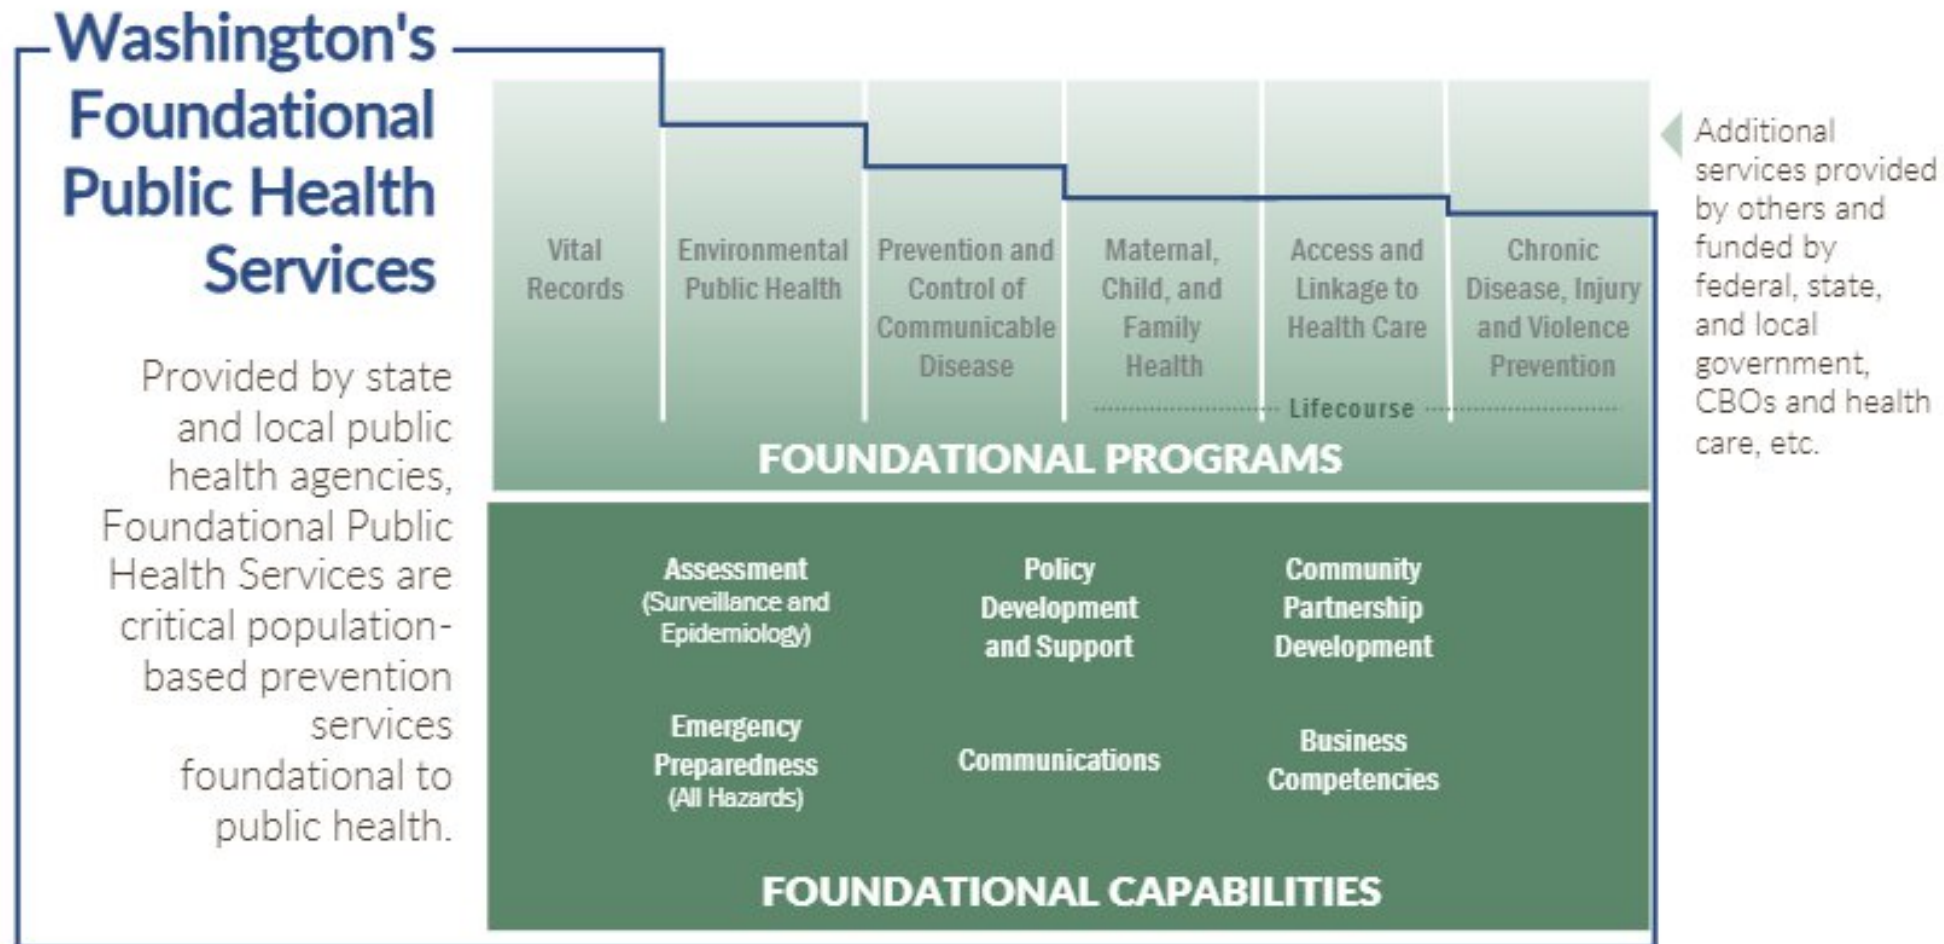 Washington's
Foundational
Public Health
Services
Provided by state
and local public
health agencies,
Foundational Public
Health Services are
critical population-
based prevention
services
foundational to
public health.
Vital
Records
Environmental
Public Health
Prevention and
Control of
Communicable
Disease
Maternal,
Child, and
Family
Health
Access and
Linkage to
Health Care
Chronic
Disease, Injury
and Violence
Prevention
Lifecourse
FOUNDATIONAL PROGRAMS
Assessment
(Surveillance and
Epidemiology)
Policy
Development
and Support
Community
Partnership
Development
Emergency
Preparedness
(All Hazards)
Communications
Business
Competencies
FOUNDATIONAL CAPABILITIES
Additional
services provided
by others and
funded by
federal, state,
and local
government,
CBOs and health
care, etc.